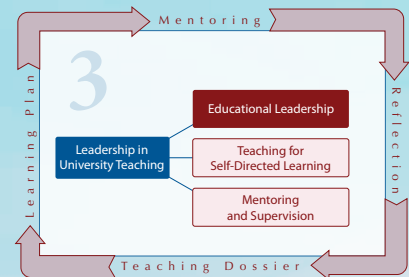 Mentoring
3
Educational Leadership
Leadership in
University Teaching
Teaching for
Self-Directed Learning
Mentoring
and Supervision
Reflection
Learning Plan
Teaching Dossier